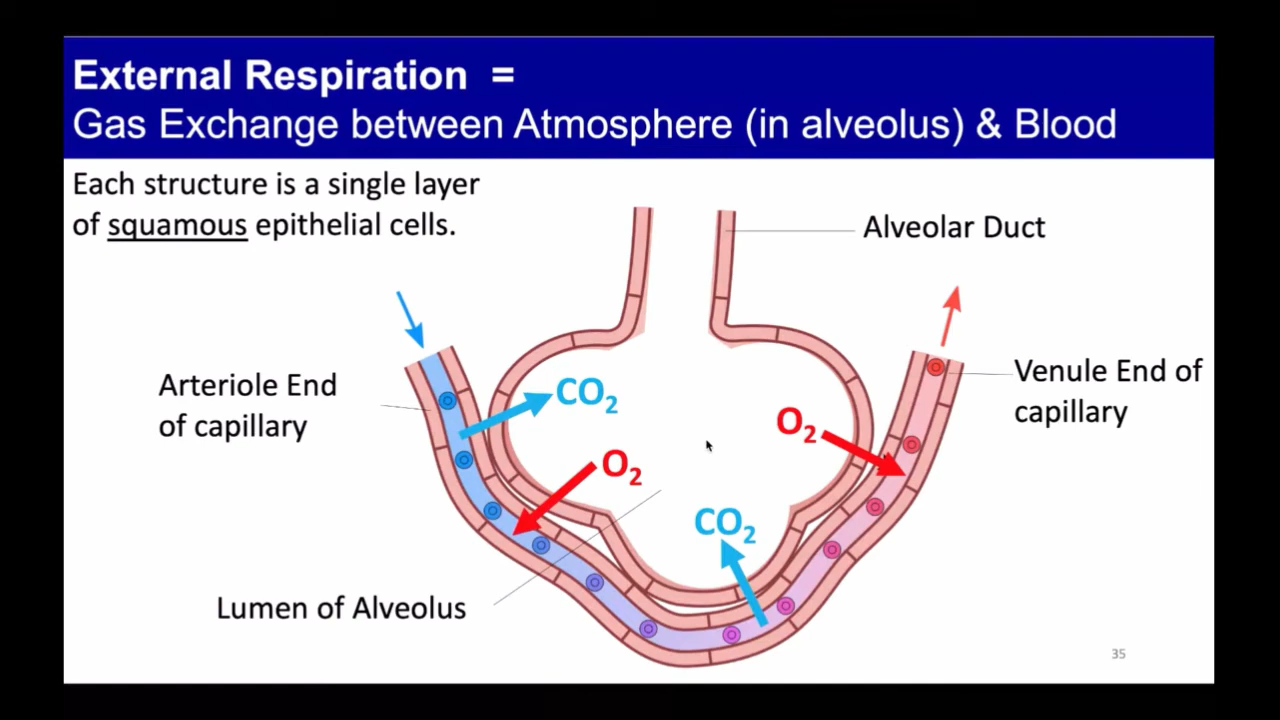 External Respiration =
Gas Exchange between Atmosphere (in alveolus) & Blood
Each structure is a single layer
of squamous epithelial cells.
Alveolar Duct
Arteriole End
of capillary
CO₂
O₂
Venule End of
capillary
O₂
CO₂
Lumen of Alveolus
35